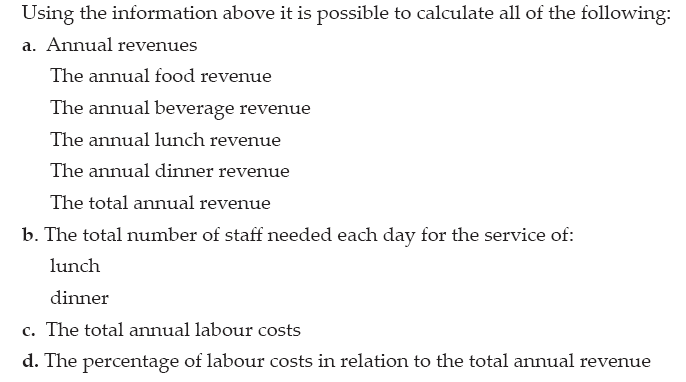 Using the information above it is possible to calculate all of the following:
a. Annual revenues
The annual food revenue
The annual beverage revenue
The annual lunch revenue
The annual dinner revenue
The total annual revenue
b. The total number of staff needed each day for the service of:
lunch
dinner
c. The total annual labour costs
d. The percentage of labour costs in relation to the total annual revenue